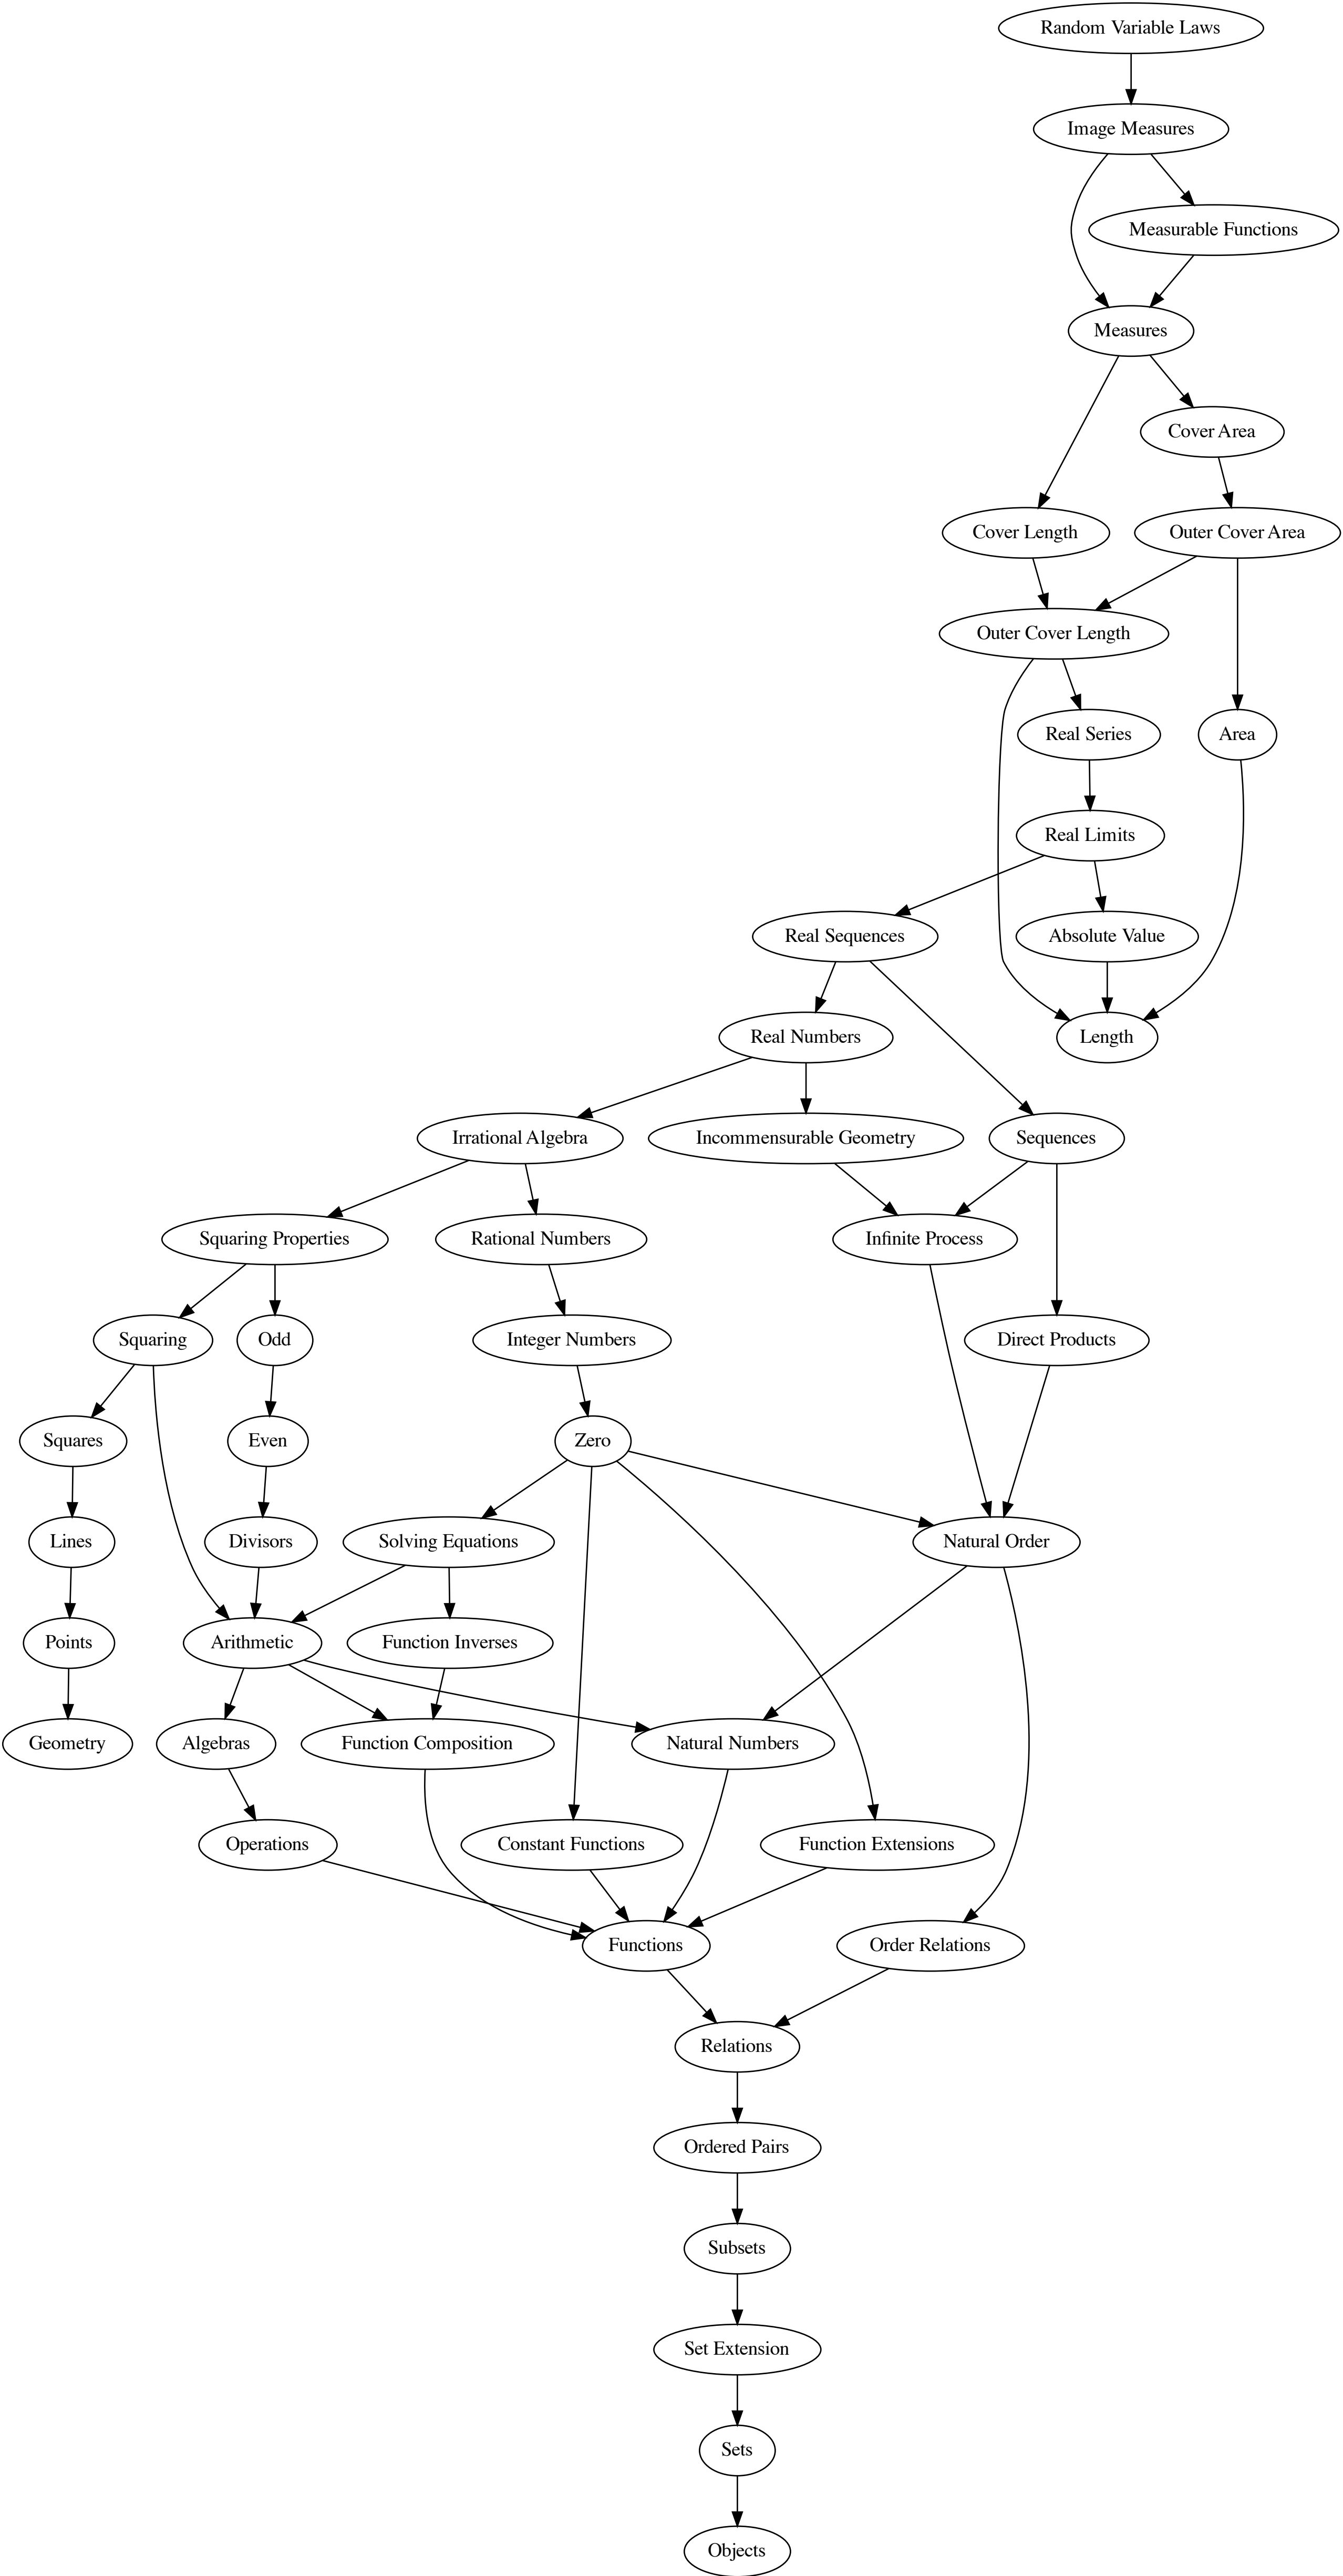 Random Variable Laws
Image Measures
Measurable Functions
Measures
Cover Area
Cover Length
Outer Cover Area
Outer Cover Length
Real Series
Area
Real Limits
Real Sequences
Absolute Value
Real Numbers
Length
Irrational Algebra
Incommensurable Geometry
Sequences
Squaring Properties
Rational Numbers
Infinite Process
Squaring
Odd
Integer Numbers
Direct Products
Squares
Even
Zero
Lines
Divisors
Solving Equations
Natural Order
Points
Arithmetic
Function Inverses
Geometry
Algebras
Function Composition
Natural Numbers
Operations
Constant Functions
Function Extensions
Functions
Order Relations
Relations
Ordered Pairs
Subsets
Set Extension
Sets
Objects